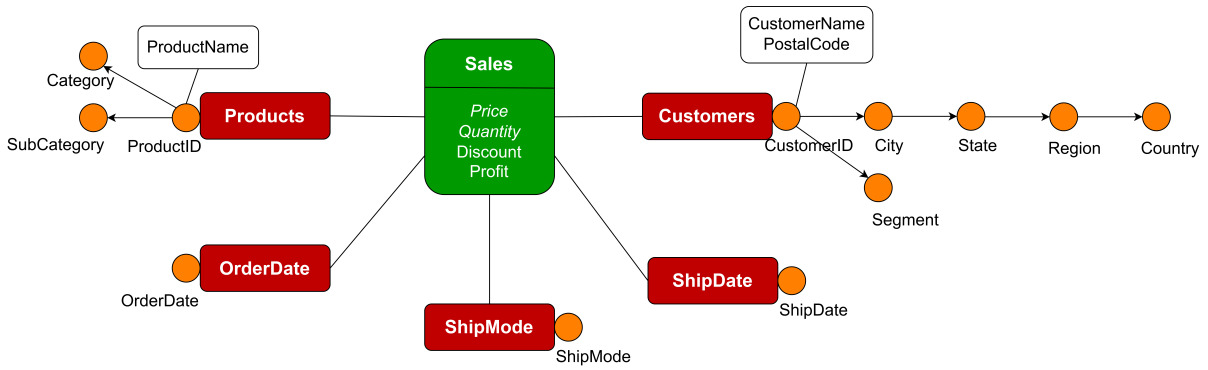 CustomerName
PostalCode
ProductName
Sales
Category
Price
Quantity
Discount
Profit
Products
Customers
SubCategory
ProductID
CustomerID
City
State
Region
Country
Segment
OrderDate
OrderDate
ShipDate
ShipDate
ShipMode
ShipMode